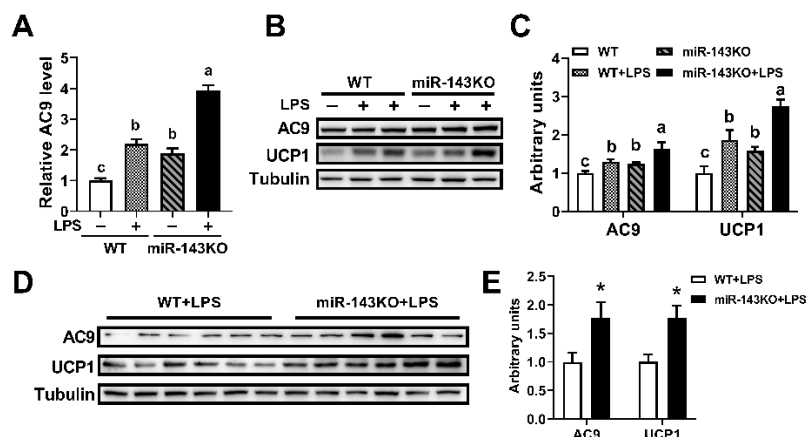 A
Relative AC9 level
5
4
3
2
1
0
c
b
b
a
LPS – + – +
WT miR-143KO
B
WT miR-143KO
LPS – + + – + +
AC9
UCP1
Tubulin
C
WT miR-143KO
WT+LPS miR-143KO+LPS
Arbitrary units
4
3
2
1
0
c b b a
c b b a
AC9 UCP1
D
WT+LPS miR-143KO+LPS
AC9
UCP1
Tubulin
E
WT+LPS
miR-143KO+LPS
Arbitrary units
2.5
2.0
1.5
1.0
0.5
0.0
* *
AC9 UCP1